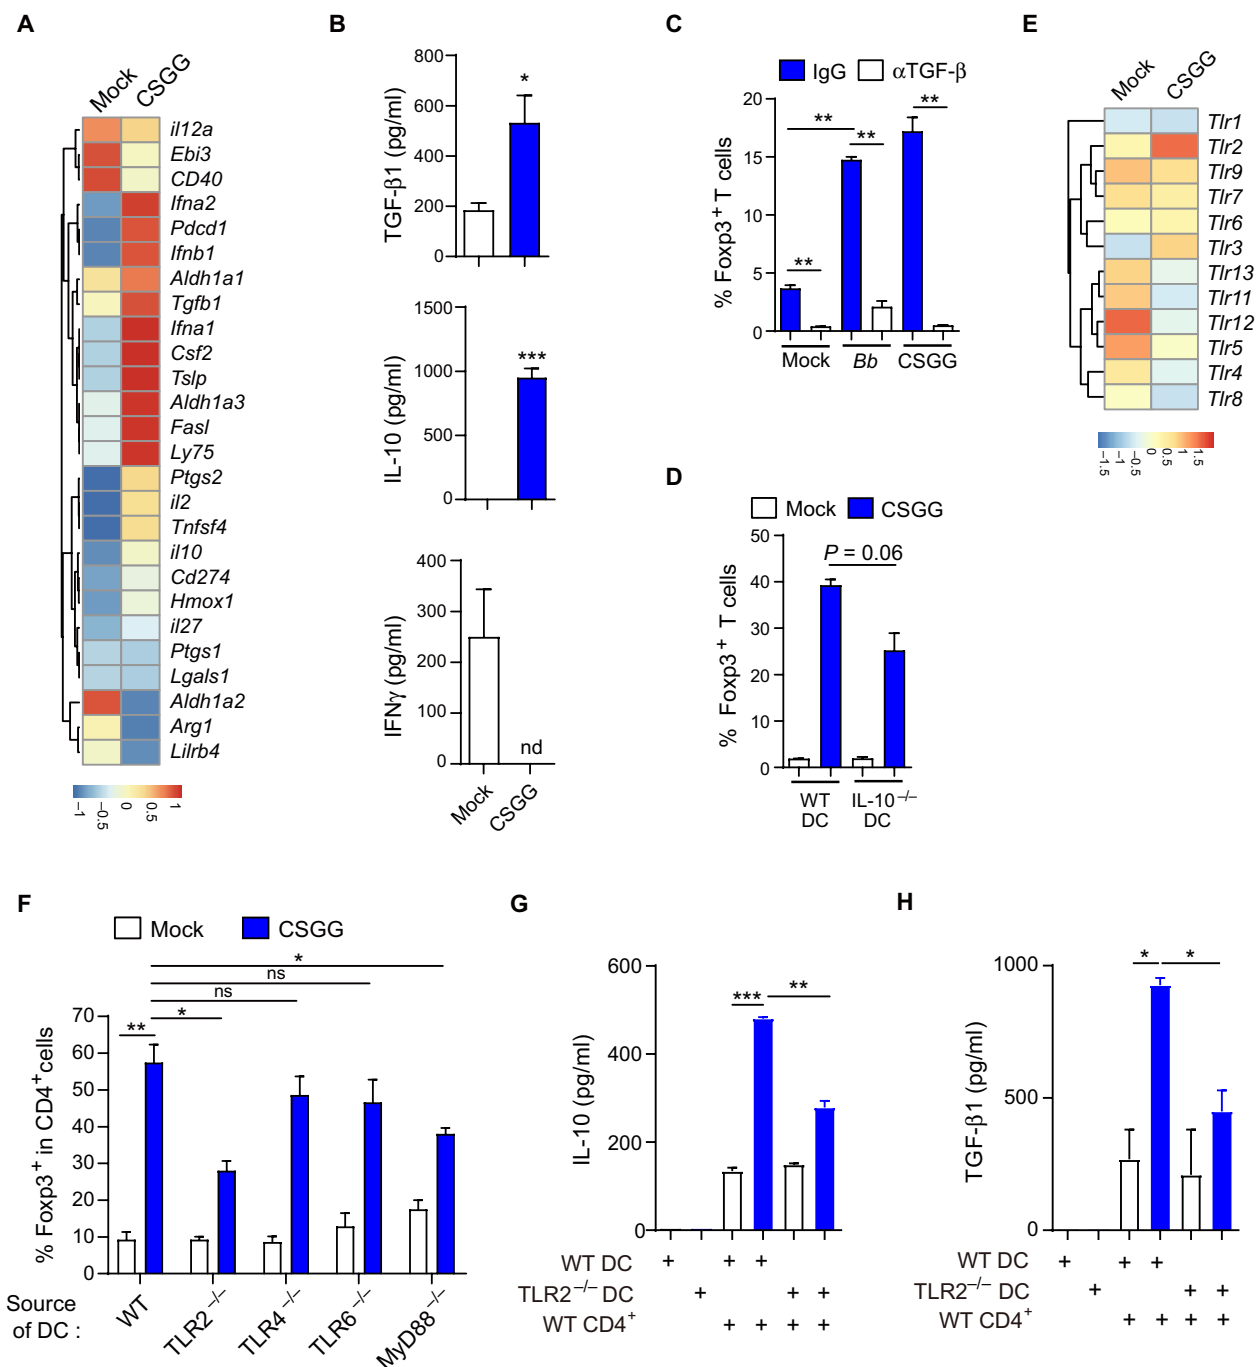 A
Mock
CSGG
il12a
Ebi3
CD40
Ifna2
Pdcd1
Ifnb1
Aldh1a1
Tgfb1
Ifna1
Csf2
Tslp
Aldh1a3
Fasl
Ly75
Ptgs2
il2
Tnfsf4
il10
Cd274
Hmox1
il27
Ptgs1
Lgals1
Aldh1a2
Arg1
Lilrb4
−1
−0.5
0
0.5
1
B
TGF-β1 (pg/ml)
800
600
400
200
0
*
IL-10 (pg/ml)
1500
1000
500
0
***
IFNγ (pg/ml)
400
300
200
100
0
nd
Mock
CSGG
C
IgG
αTGF-β
% Foxp3⁺ T cells
20
15
10
5
0
**
**
**
**
Mock
Bb
CSGG
D
Mock
CSGG
% Foxp3⁺ T cells
50
40
30
20
10
0
P = 0.06
WT
DC
IL-10⁻/⁻
DC
E
Mock
CSGG
Tlr1
Tlr2
Tlr9
Tlr7
Tlr6
Tlr3
Tlr13
Tlr11
Tlr12
Tlr5
Tlr4
Tlr8
−1.5
−1
−0.5
0
0.5
1
1.5
F
Mock
CSGG
% Foxp3⁺ in CD4⁺cells
70
60
50
40
30
20
10
0
*
ns
ns
*
**
Source
of DC :
WT
TLR2⁻/⁻
TLR4⁻/⁻
TLR6⁻/⁻
MyD88⁻/⁻
G
IL-10 (pg/ml)
600
400
200
0
***
**
WT DC + + +
TLR2⁻/⁻ DC + + +
WT CD4⁺ + + + +
H
TGF-β1 (pg/ml)
1000
500
0
*
*
WT DC + + +
TLR2⁻/⁻ DC + + +
WT CD4⁺ + + + +